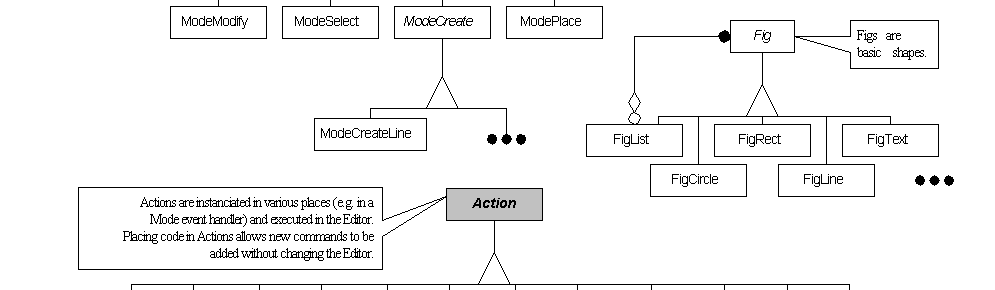 ModeModify
ModeSelect
ModeCreate
ModePlace
Fig
Figs are
basic shapes.
ModeCreateLine
FigList
FigRect
FigText
FigCircle
FigLine
Actions are instanciated in various places (e.g. in a
Mode event handler) and executed in the Editor.
Placing code in Actions allows new commands to be
added without changing the Editor.
Action